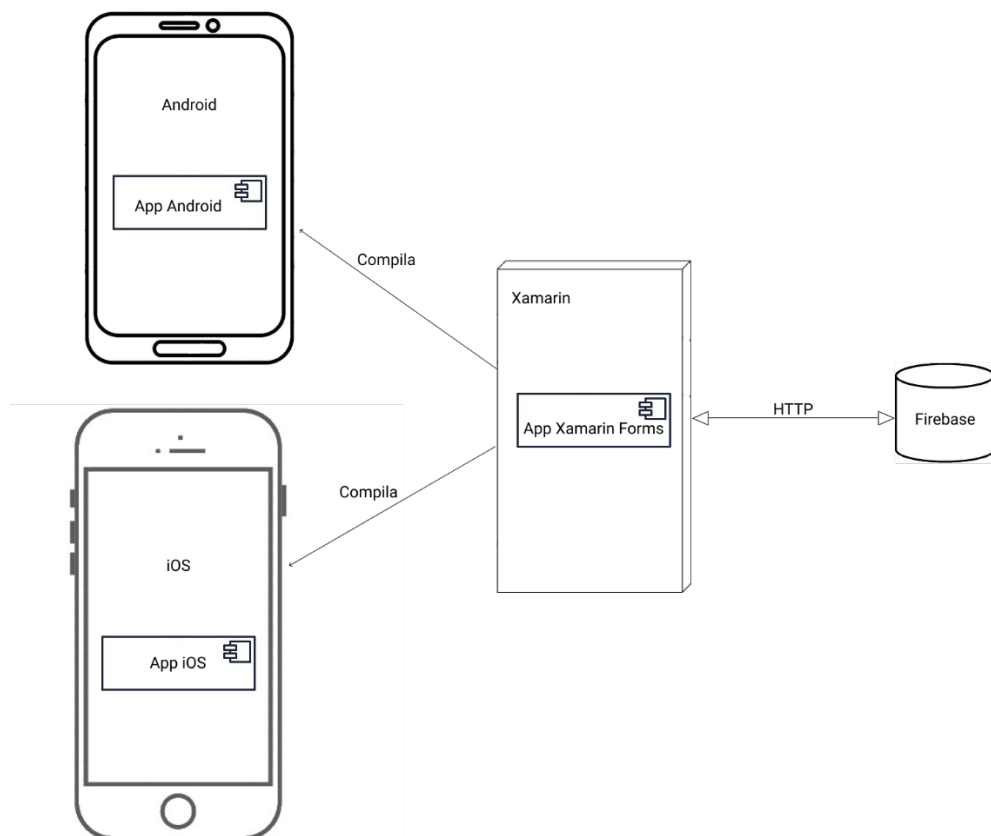 Android
App Android
Compila
Xamarin
App Xamarin Forms
HTTP
Firebase
Compila
iOS
App iOS